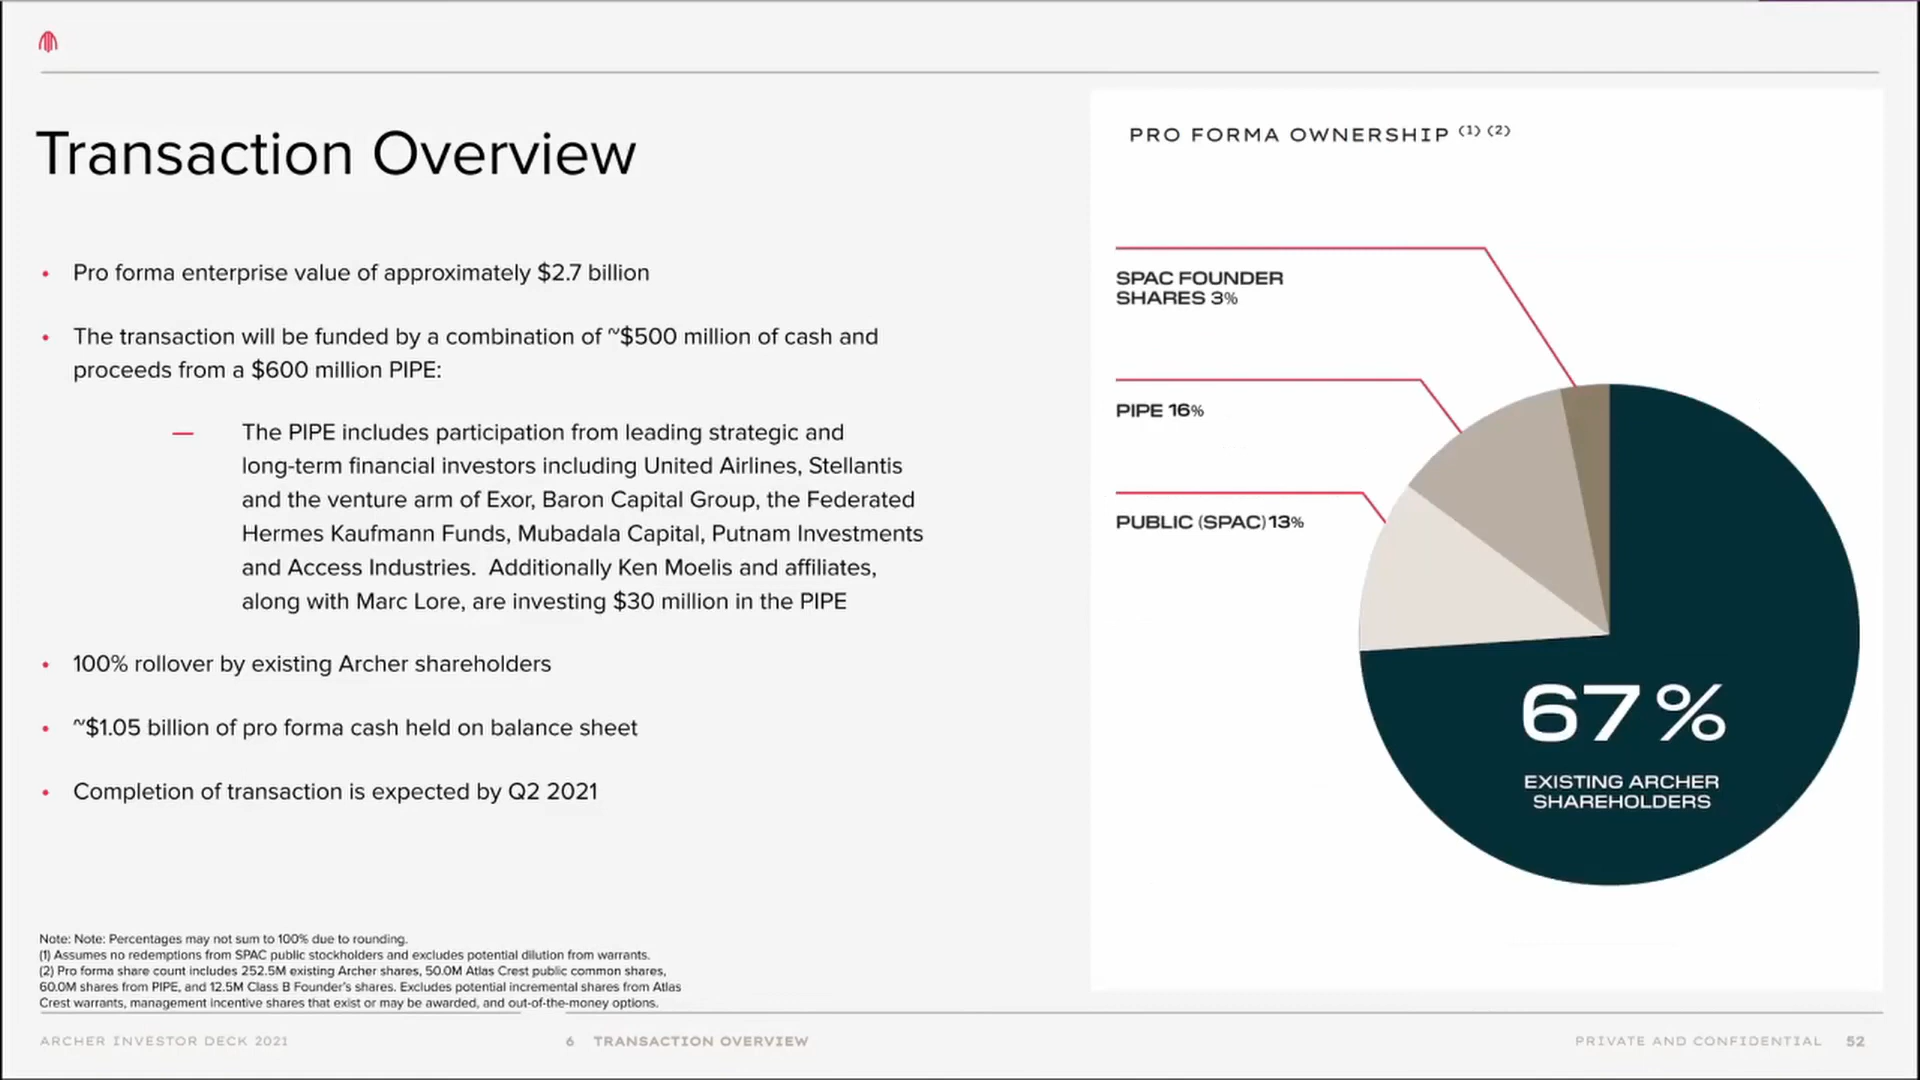 Transaction Overview
• Pro forma enterprise value of approximately $2.7 billion
• The transaction will be funded by a combination of ~$500 million of cash and
proceeds from a $600 million PIPE:
— The PIPE includes participation from leading strategic and
long-term financial investors including United Airlines, Stellantis
and the venture arm of Exor, Baron Capital Group, the Federated
Hermes Kaufmann Funds, Mubadala Capital, Putnam Investments
and Access Industries.  Additionally Ken Moelis and affiliates,
along with Marc Lore, are investing $30 million in the PIPE
• 100% rollover by existing Archer shareholders
• ~$1.05 billion of pro forma cash held on balance sheet
• Completion of transaction is expected by Q2 2021
Note: Note: Percentages may not sum to 100% due to rounding.
(1) Assumes no redemptions from SPAC public stockholders and excludes potential dilution from warrants.
(2) Pro forma share count includes 252.5M existing Archer shares, 50.0M Atlas Crest public common shares,
60.0M shares from PIPE, and 12.5M Class B Founder's shares. Excludes potential incremental shares from Atlas
Crest warrants, management incentive shares that exist or may be awarded, and out-of-the-money options.
PRO FORMA OWNERSHIP (1) (2)
SPAC FOUNDER
SHARES 3%
PIPE 16%
PUBLIC (SPAC) 13%
67%
EXISTING ARCHER
SHAREHOLDERS
ARCHER INVESTOR DECK 2021
6 TRANSACTION OVERVIEW
PRIVATE AND CONFIDENTIAL 52